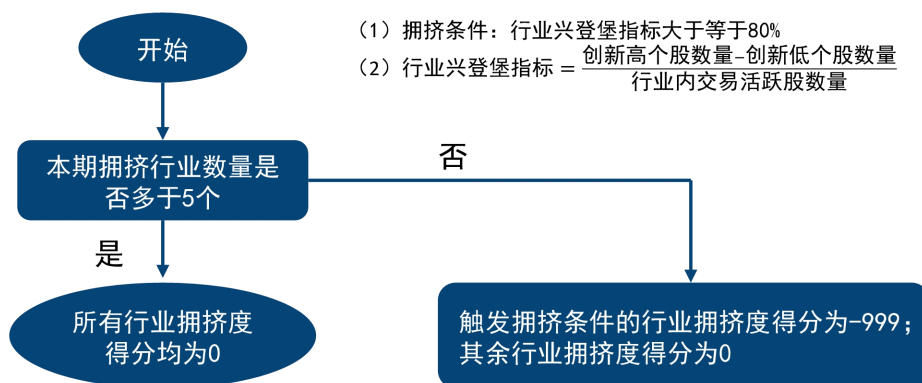 开始
（1）拥挤条件：行业兴登堡指标大于等于80%
（2）行业兴登堡指标＝创新高个股数量-创新低个股数量
行业内交易活跃股数量
本期拥挤行业数量是
否多于5个
否
是
所有行业拥挤度
得分均为0
触发拥挤条件的行业拥挤度得分为-999；
其余行业拥挤度得分为0